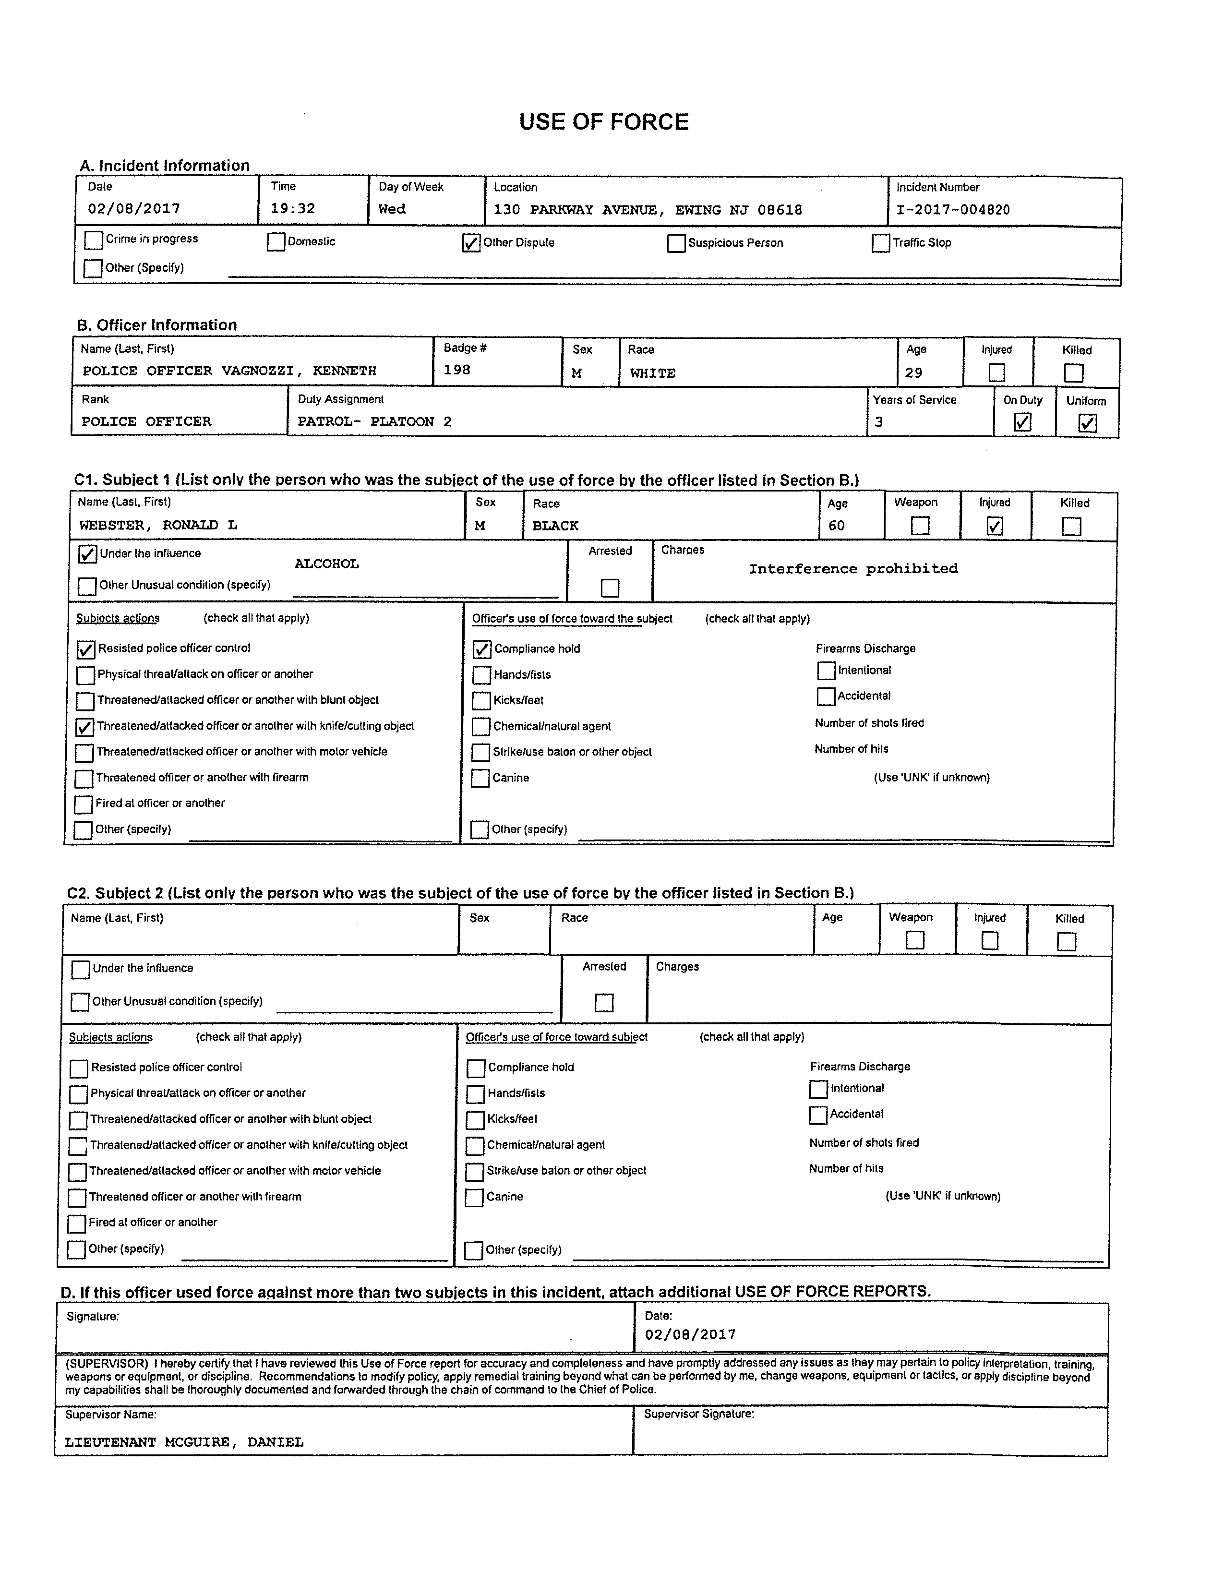 USE OF FORCE
A. Incident Information
Date Time Day of Week Location Incident Number
02/08/2017 19:32 Wed 130 PARKWAY AVENUE, EWING NJ 08618 I-2017-004820
Crime in progress Domestic Other Dispute Suspicious Person Traffic Stop
Other (Specify)
B. Officer Information
Name (Last, First) Badge # Sex Race Age Injured Killed
POLICE OFFICER VAGNOZZI, KENNETH 198 M WHITE 29
Rank Duty Assignment Years of Service On Duty Uniform
POLICE OFFICER PATROL- PLATOON 2 3
C1. Subject 1 (List only the person who was the subject of the use of force by the officer listed in Section B.)
Name (Last, First) Sex Race Age Weapon Injured Killed
WEBSTER, RONALD L M BLACK 60
Under the influence ALCOHOL Arrested Charges
Other Unusual condition (specify) Interference prohibited
Subjects actions (check all that apply) Officer's use of force toward the subject (check all that apply)
Resisted police officer control Compliance hold Firearms Discharge
Physical threat/attack on officer or another Hands/fists Intentional
Threatened/attacked officer or another with blunt object Kicks/feet Accidental
Threatened/attacked officer or another with knife/cutting object Chemical/natural agent Number of shots fired
Threatened/attacked officer or another with motor vehicle Strike/use baton or other object Number of hits
Threatened officer or another with firearm Canine (Use 'UNK' if unknown)
Fired at officer or another
Other (specify) Other (specify)
C2. Subject 2 (List only the person who was the subject of the use of force by the officer listed in Section B.)
Name (Last, First) Sex Race Age Weapon Injured Killed
Under the influence Arrested Charges
Other Unusual condition (specify)
Subjects actions (check all that apply) Officer's use of force toward subject (check all that apply)
Resisted police officer control Compliance hold Firearms Discharge
Physical threat/attack on officer or another Hands/fists Intentional
Threatened/attacked officer or another with blunt object Kicks/feet Accidental
Threatened/attacked officer or another with knife/cutting object Chemical/natural agent Number of shots fired
Threatened/attacked officer or another with motor vehicle Strike/use baton or other object Number of hits
Threatened officer or another with firearm Canine (Use 'UNK' if unknown)
Fired at officer or another
Other (specify) Other (specify)
D. If this officer used force against more than two subjects in this incident, attach additional USE OF FORCE REPORTS.
Signature: Date:
02/08/2017
(SUPERVISOR) I hereby certify that I have reviewed this Use of Force report for accuracy and completeness and have promptly addressed any issues as they may pertain to policy interpretation, training,
weapons or equipment, or discipline. Recommendations to modify policy, apply remedial training beyond what can be performed by me, change weapons, equipment or tactics, or apply discipline beyond
my capabilities shall be thoroughly documented and forwarded through the chain of command to the Chief of Police.
Supervisor Name: Supervisor Signature:
LIEUTENANT MCGUIRE, DANIEL